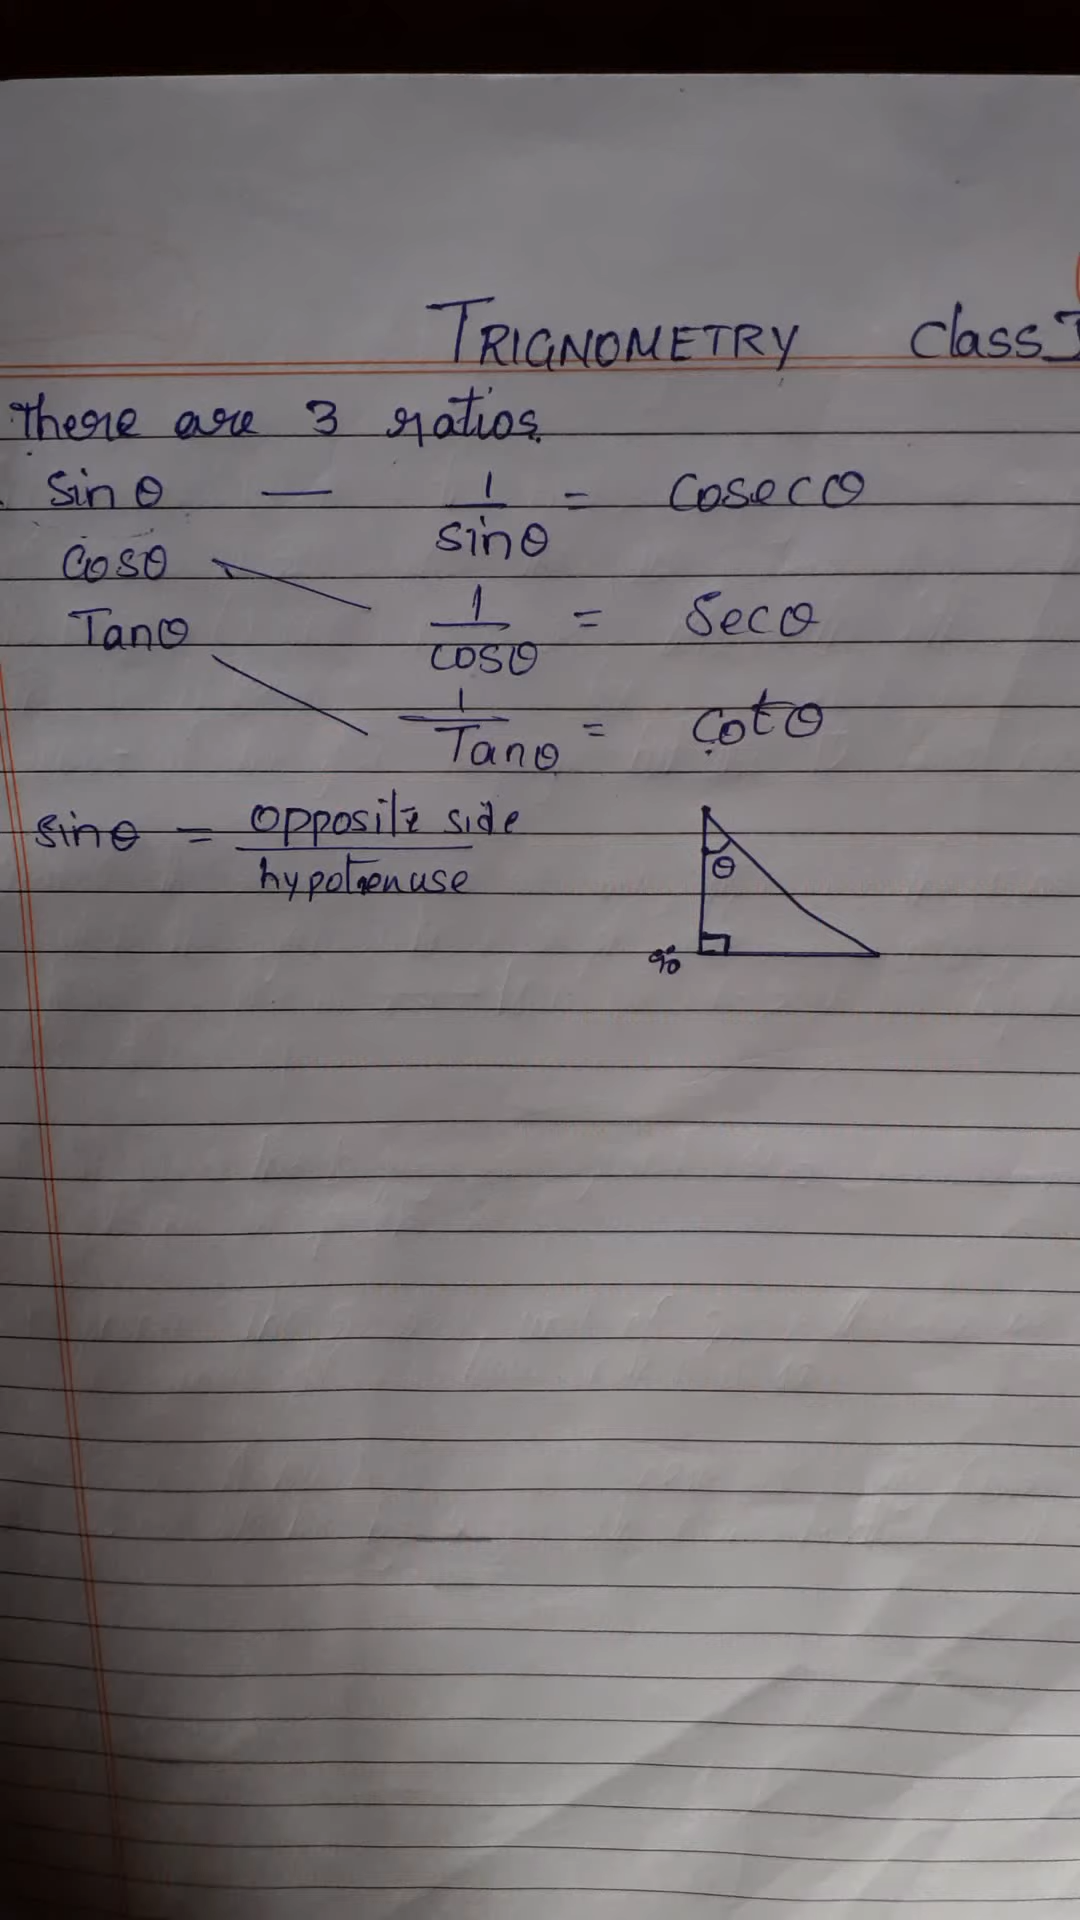 TRIGNOMETRY Class
There are 3 ratios.
Sin θ — 1/sinθ = Cosecθ
Cosθ 1/cosθ = Secθ
Tanθ 1/Tanθ = Cotθ
sinθ = opposite side/hypotenuse
θ
90°